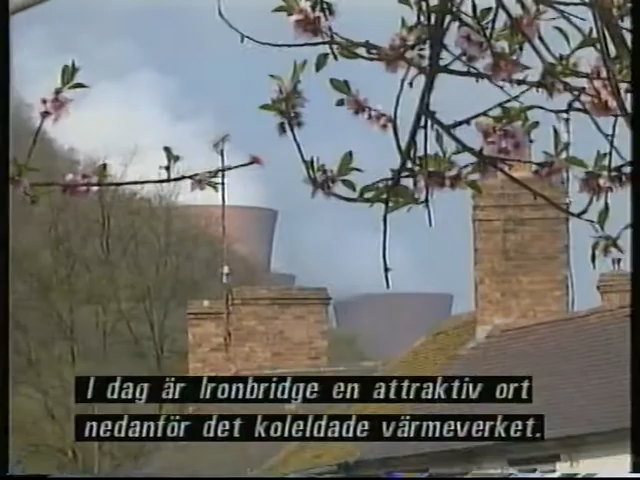 I dag är Ironbridge en attraktiv ort
nedanför det koleldade värmeverket.